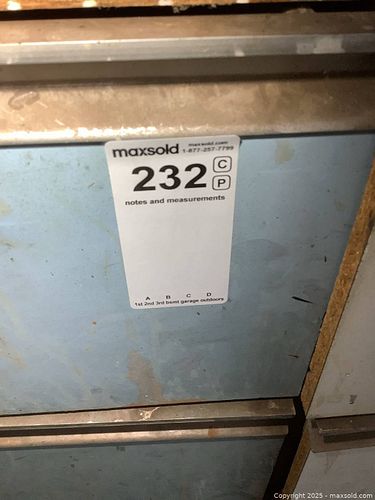 maxsold maxsold.com
1-877-257-7799
232 C
P
notes and measurements
A B C D
1st 2nd 3rd bsmt garage outdoors
Copyright 2025 - maxsold.com